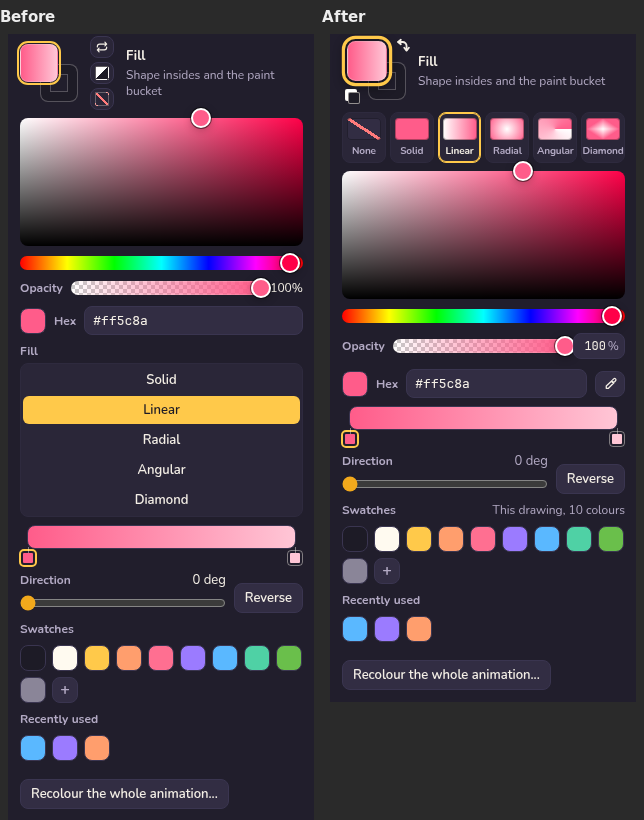 Before
Fill
Shape insides and the paint
bucket
Opacity
100%
Hex
#ff5c8a
Fill
Solid
Linear
Radial
Angular
Diamond
Direction
0 deg
Reverse
Swatches
+
Recently used
Recolour the whole animation...
After
Fill
Shape insides and the paint bucket
None
Solid
Linear
Radial
Angular
Diamond
Opacity
100 %
Hex
#ff5c8a
Direction
0 deg
Reverse
Swatches
This drawing, 10 colours
+
Recently used
Recolour the whole animation...